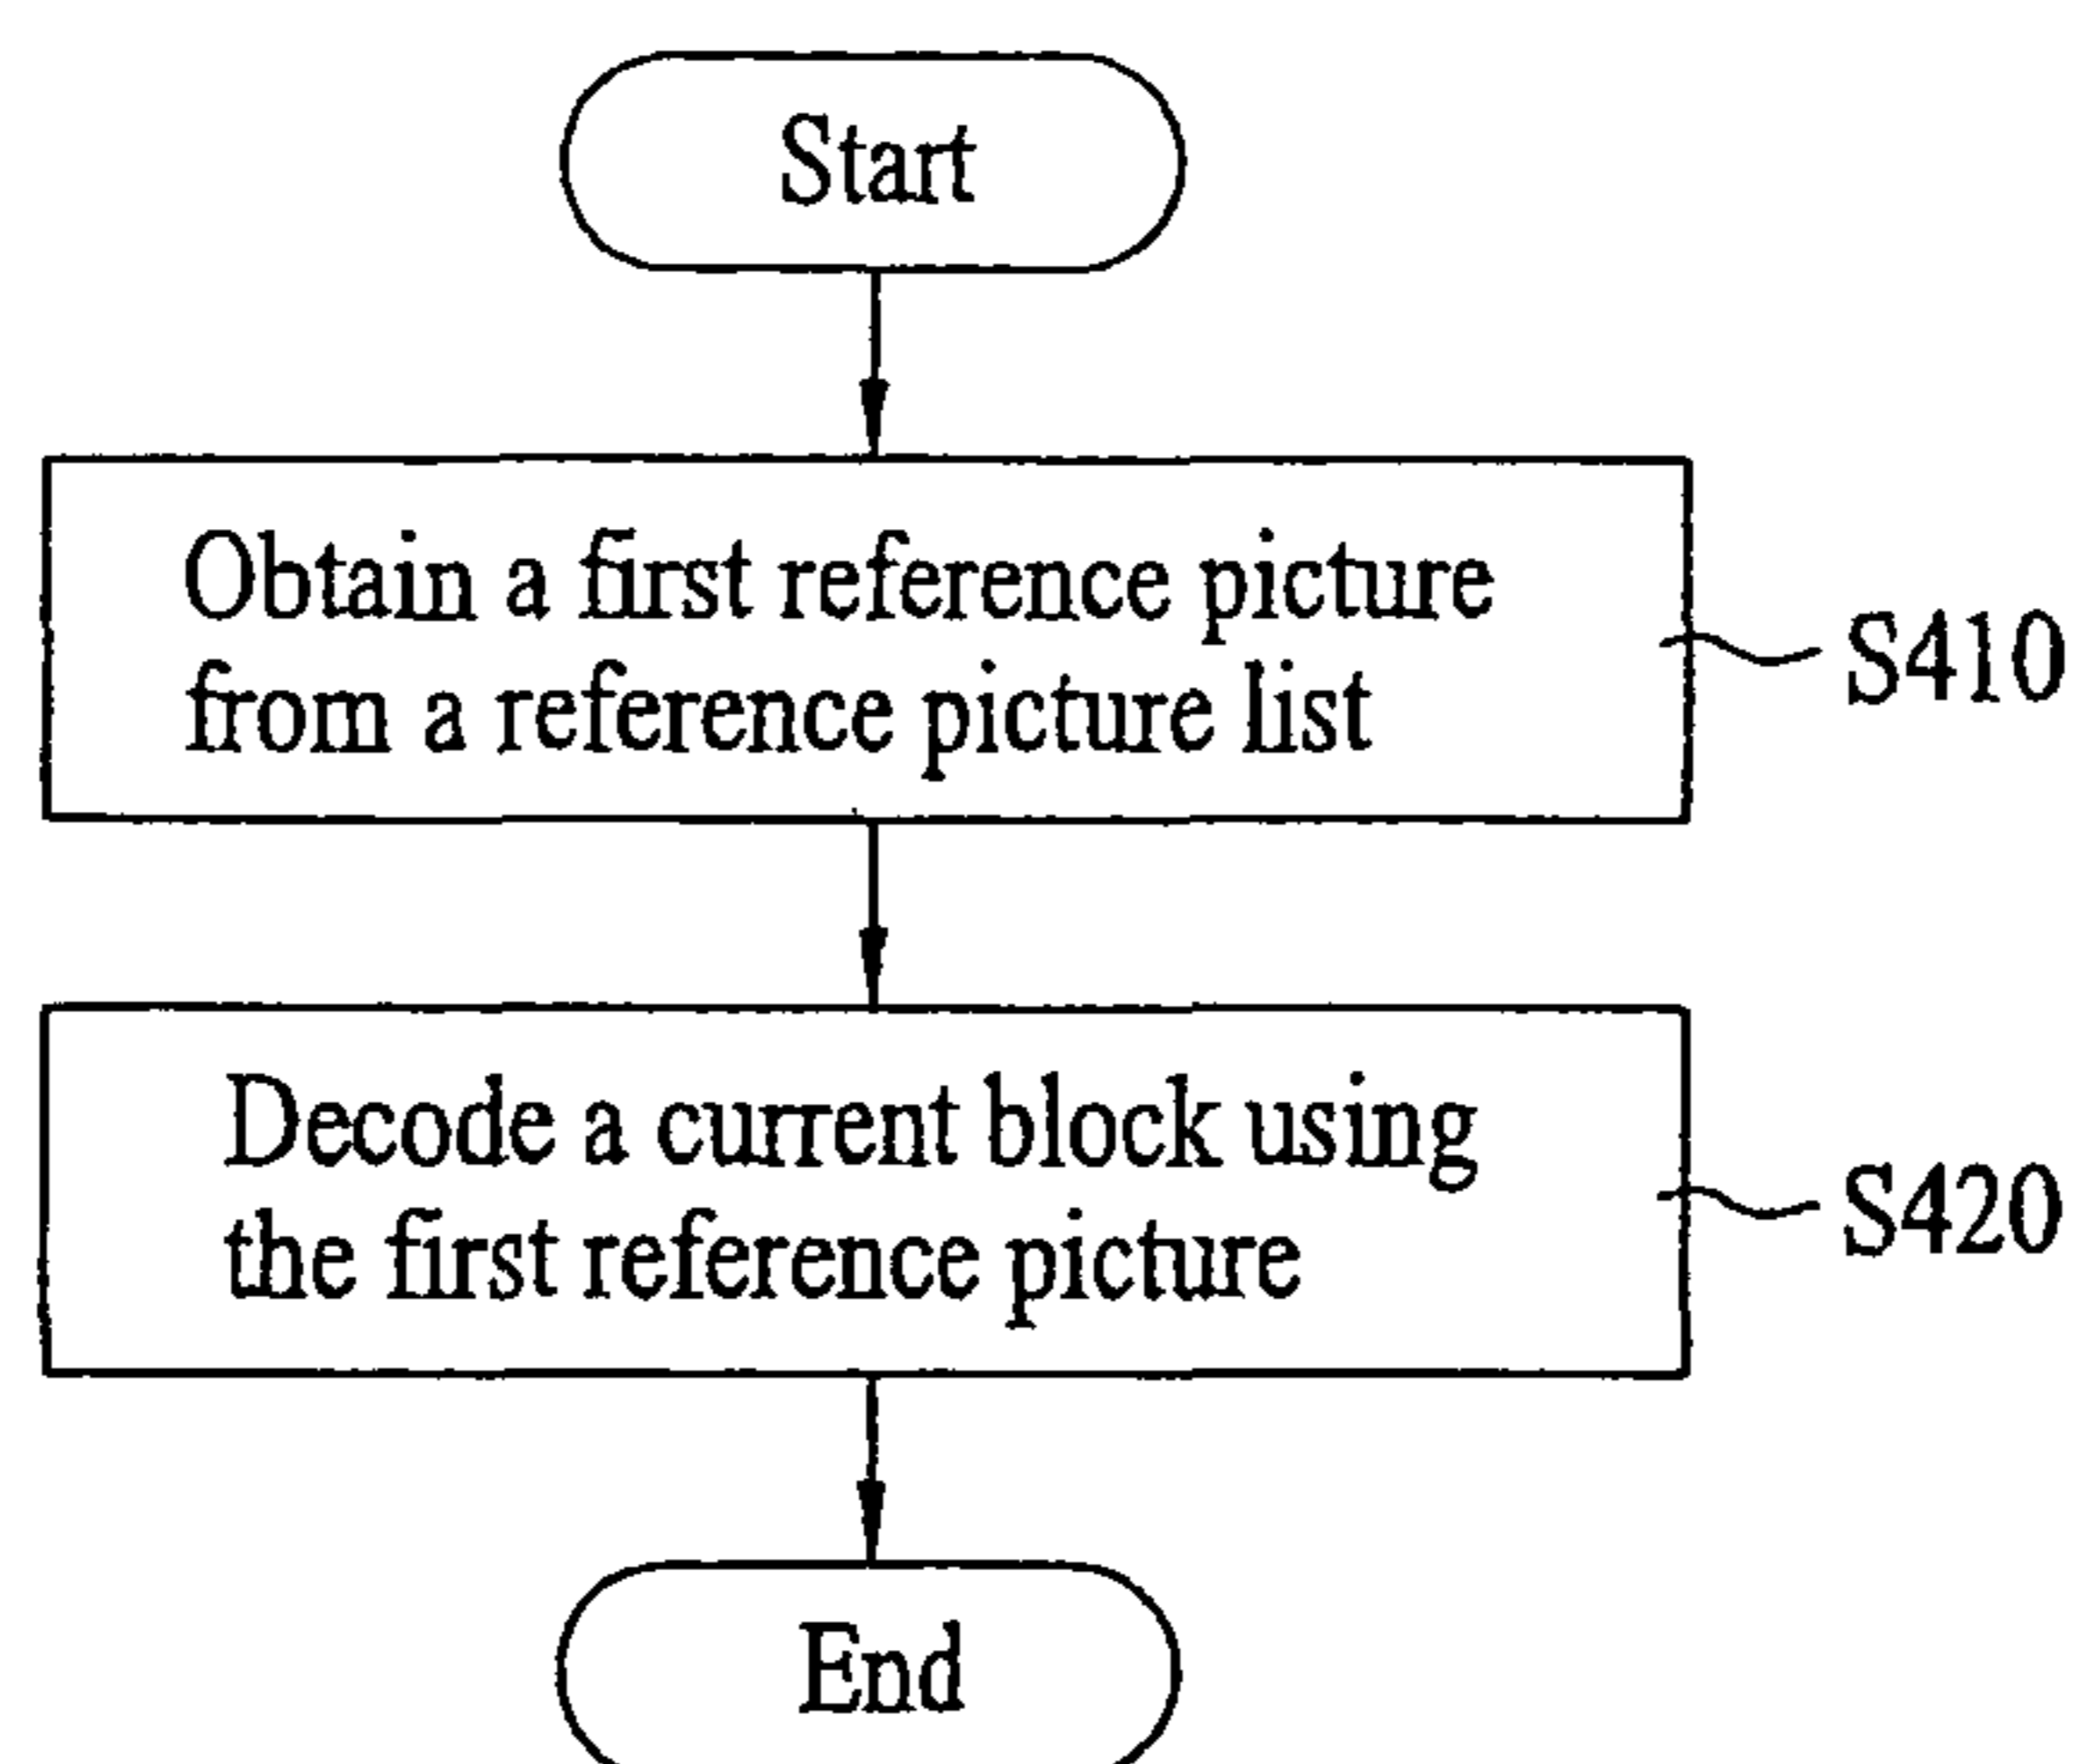 Start
Obtain a first reference picture
from a reference picture list
S410
Decode a current block using
the first reference picture
S420
End